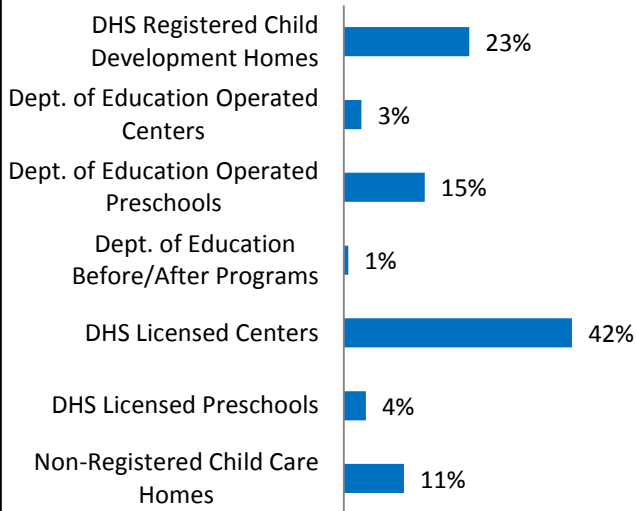 DHS Registered Child
Development Homes
23%
Dept. of Education Operated
Centers
3%
Dept. of Education Operated
Preschools
15%
Dept. of Education
Before/After Programs
1%
DHS Licensed Centers
42%
DHS Licensed Preschools
4%
Non-Registered Child Care
Homes
11%